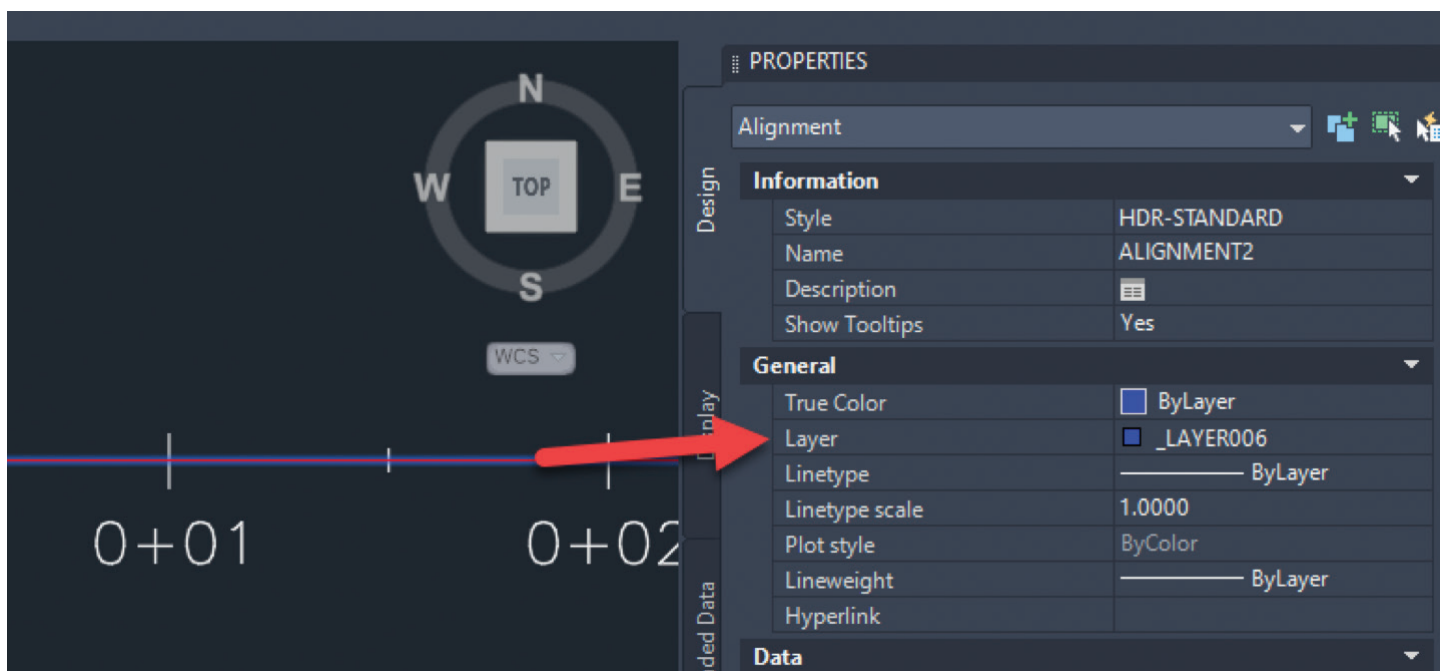 PROPERTIES
Alignment
Information
Style HDR-STANDARD
Name ALIGNMENT2
Description
Show Tooltips Yes
General
True Color ByLayer
Layer _LAYER006
Linetype ByLayer
Linetype scale 1.0000
Plot style ByColor
Lineweight ByLayer
Hyperlink
Data
Design
N
W TOP E
S
WCS
0+01 0+02